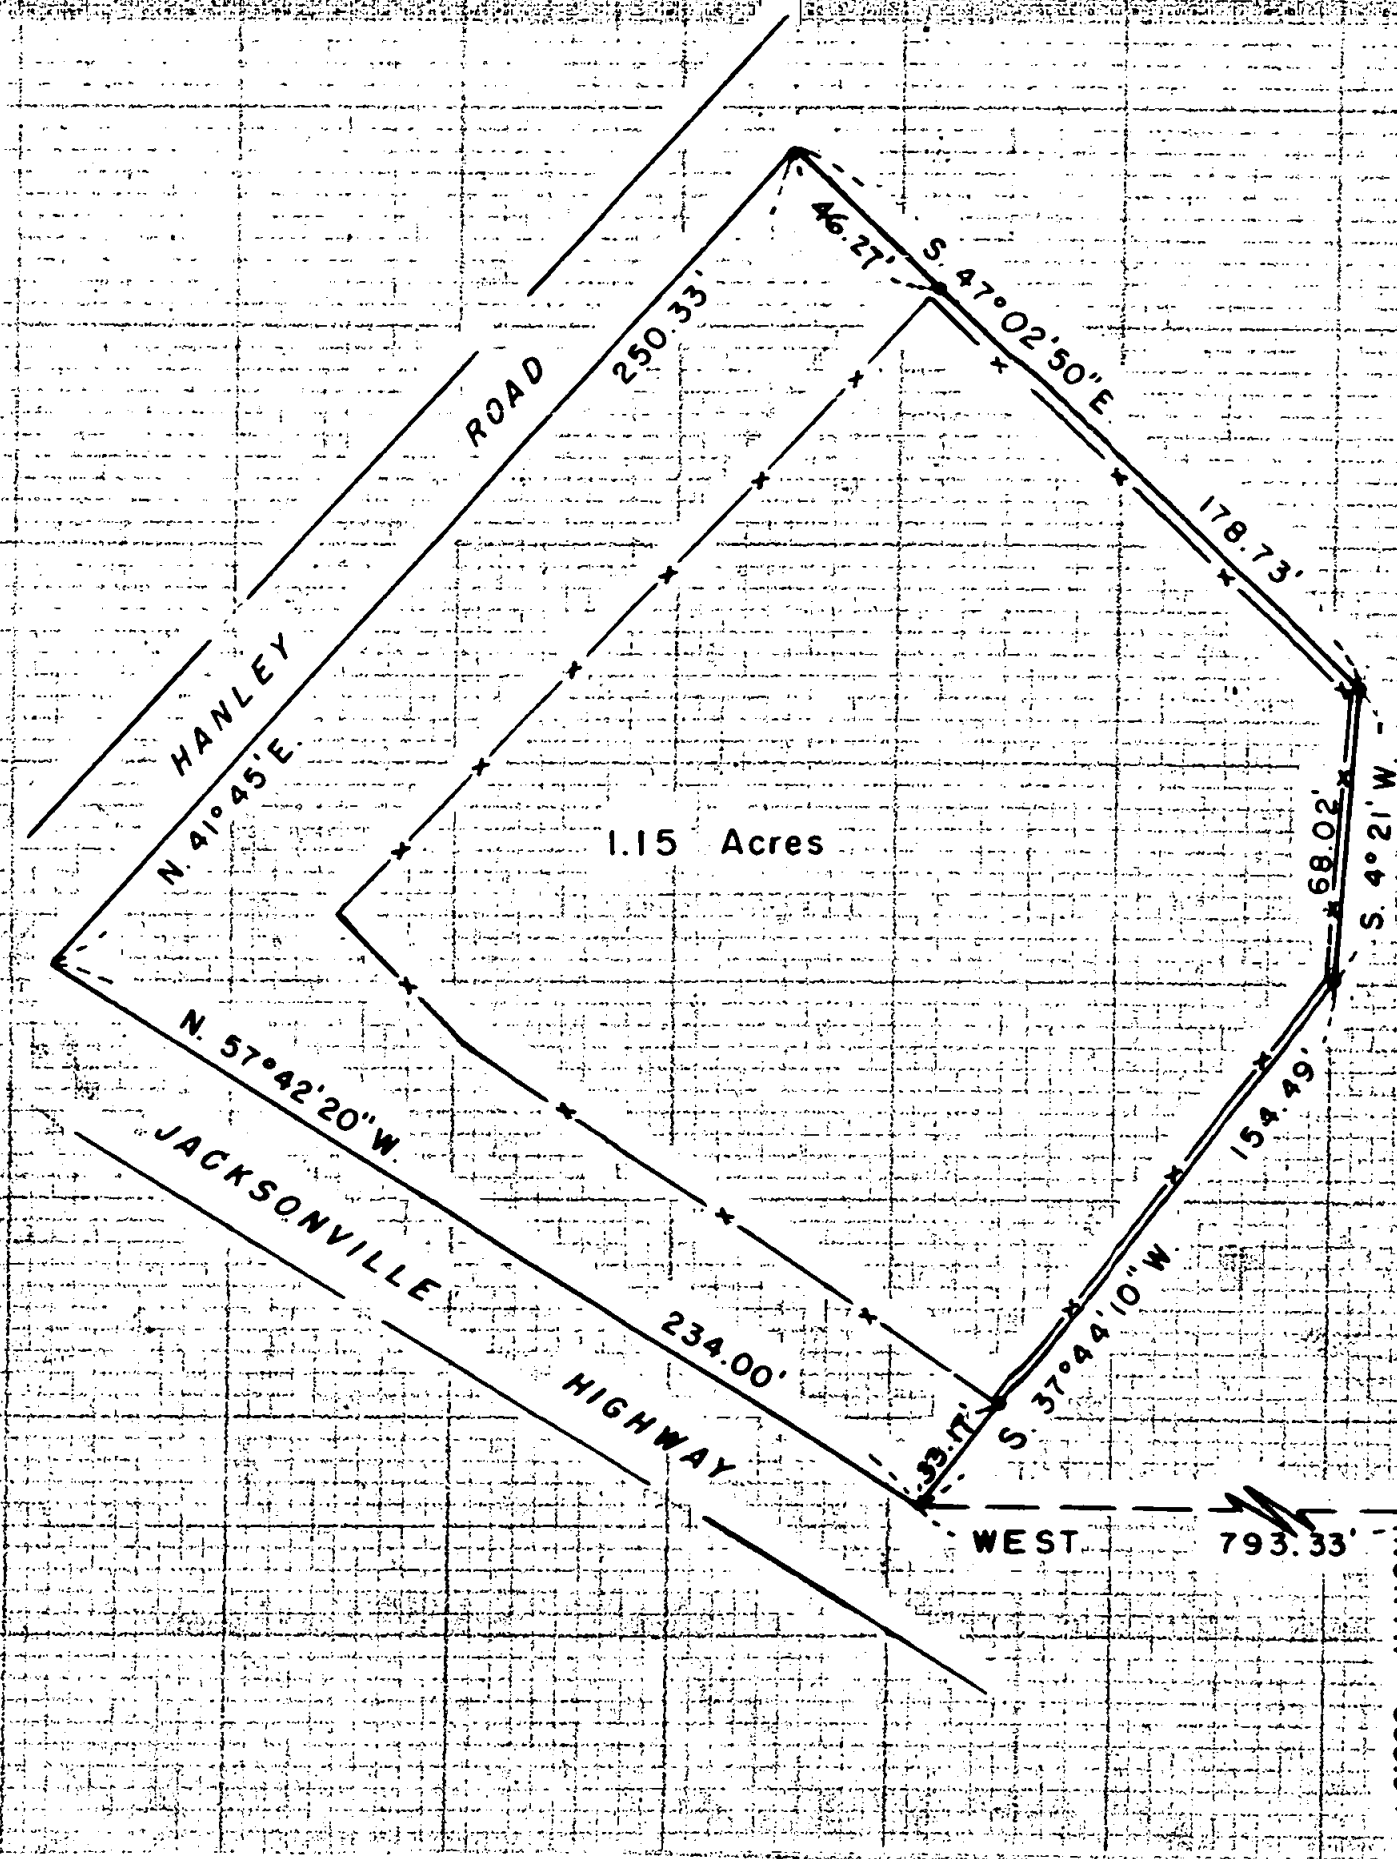 46.27'
S. 47°02'50"E.
250.33'
HANLEY ROAD
178.73'
N. 41°45'E.
1.15 Acres
68.02'
S. 4°21'W.
N. 57°42'20"W.
154.49'
JACKSONVILLE HIGHWAY
234.00'
S. 37°44'10"W.
33.17'
WEST 793.33'